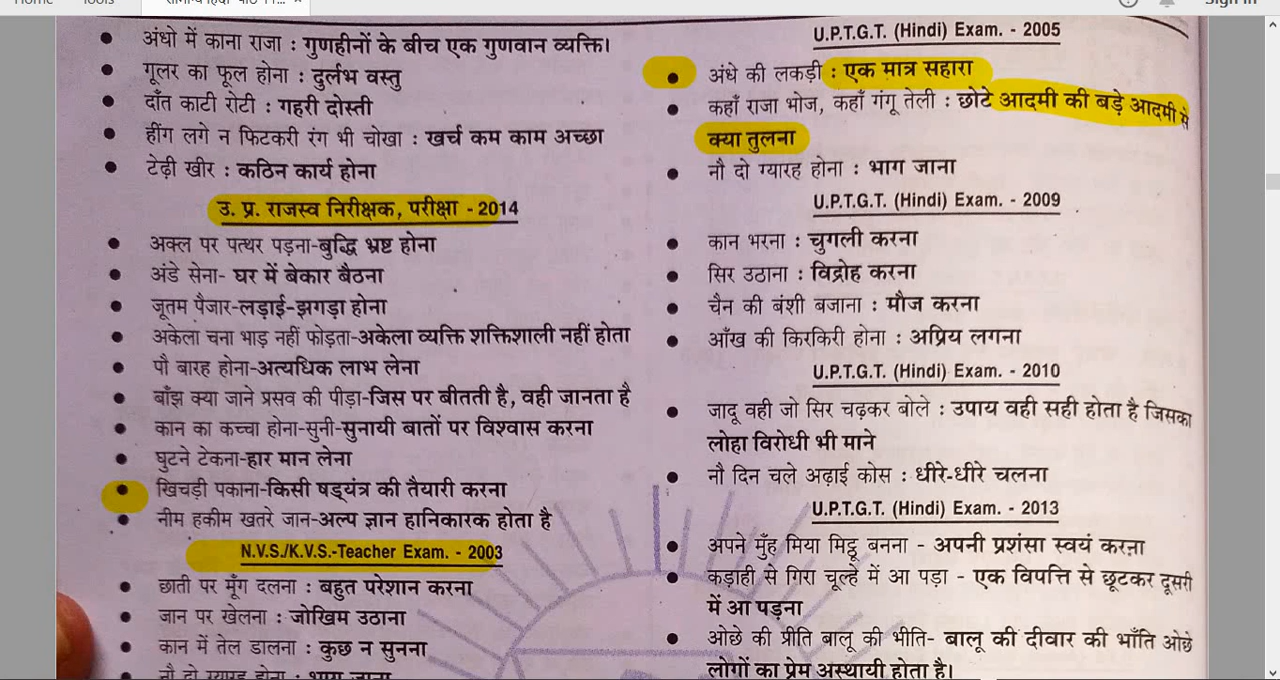 • अंधो में काना राजा : गुणहीनों के बीच एक गुणवान व्यक्ति।
• गूलर का फूल होना : दुर्लभ वस्तु
• दाँत काटी रोटी : गहरी दोस्ती
• हींग लगे न फिटकरी रंग भी चोखा : खर्च कम काम अच्छा
• टेढ़ी खीर : कठिन कार्य होना
उ. प्र. राजस्व निरीक्षक, परीक्षा - 2014
• अक्ल पर पत्थर पड़ना-बुद्धि भ्रष्ट होना
• अंडे सेना- घर में बेकार बैठना
• जूतम पैजार-लड़ाई-झगड़ा होना
• अकेला चना भाड़ नहीं फोड़ता-अकेला व्यक्ति शक्तिशाली नहीं होता
• पौ बारह होना-अत्यधिक लाभ लेना
• बाँझ क्या जाने प्रसव की पीड़ा-जिस पर बीतती है, वही जानता है
• कान का कच्चा होना-सुनी-सुनायी बातों पर विश्वास करना
• घुटने टेकना-हार मान लेना
• खिचड़ी पकाना-किसी षड्यंत्र की तैयारी करना
• नीम हकीम खतरे जान-अल्प ज्ञान हानिकारक होता है
N.V.S./K.V.S.-Teacher Exam. - 2003
• छाती पर मूँग दलना : बहुत परेशान करना
• जान पर खेलना : जोखिम उठाना
• कान में तेल डालना : कुछ न सुनना
• नौ दो ग्यारह होना : भाग जाना
U.P.T.G.T. (Hindi) Exam. - 2005
• अंधे की लकड़ी : एक मात्र सहारा
• कहाँ राजा भोज, कहाँ गंगू तेली : छोटे आदमी की बड़े आदमी से
क्या तुलना
• नौ दो ग्यारह होना : भाग जाना
U.P.T.G.T. (Hindi) Exam. - 2009
• कान भरना : चुगली करना
• सिर उठाना : विद्रोह करना
• चैन की बंशी बजाना : मौज करना
• आँख की किरकिरी होना : अप्रिय लगना
U.P.T.G.T. (Hindi) Exam. - 2010
• जादू वही जो सिर चढ़कर बोले : उपाय वही सही होता है जिसका
लोहा विरोधी भी माने
• नौ दिन चले अढ़ाई कोस : धीरे-धीरे चलना
U.P.T.G.T. (Hindi) Exam. - 2013
• अपने मुँह मिया मिट्ठू बनना - अपनी प्रशंसा स्वयं करना
• कड़ाही से गिरा चूल्हे में आ पड़ा - एक विपत्ति से छूटकर दूसरी
में आ पड़ना
• ओछे की प्रीति बालू की भीति- बालू की दीवार की भाँति ओछे
लोगों का प्रेम अस्थायी होता है।